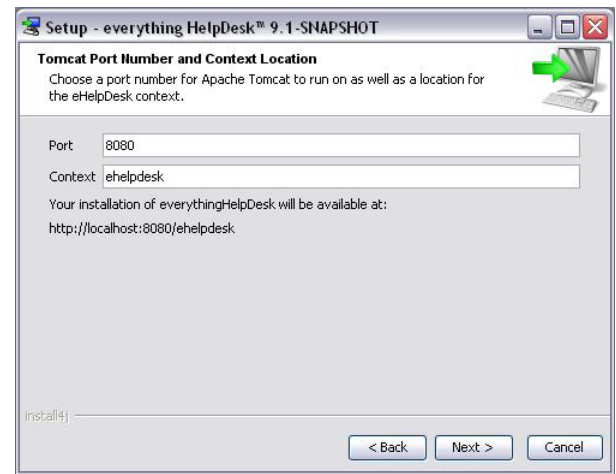 Setup - everything HelpDesk™ 9.1-SNAPSHOT
Tomcat Port Number and Context Location
Choose a port number for Apache Tomcat to run on as well as a location for
the eHelpDesk context.
Port 8080
Context ehelpdesk
Your installation of everythingHelpDesk will be available at:
http://localhost:8080/ehelpdesk
install4j
< Back Next > Cancel